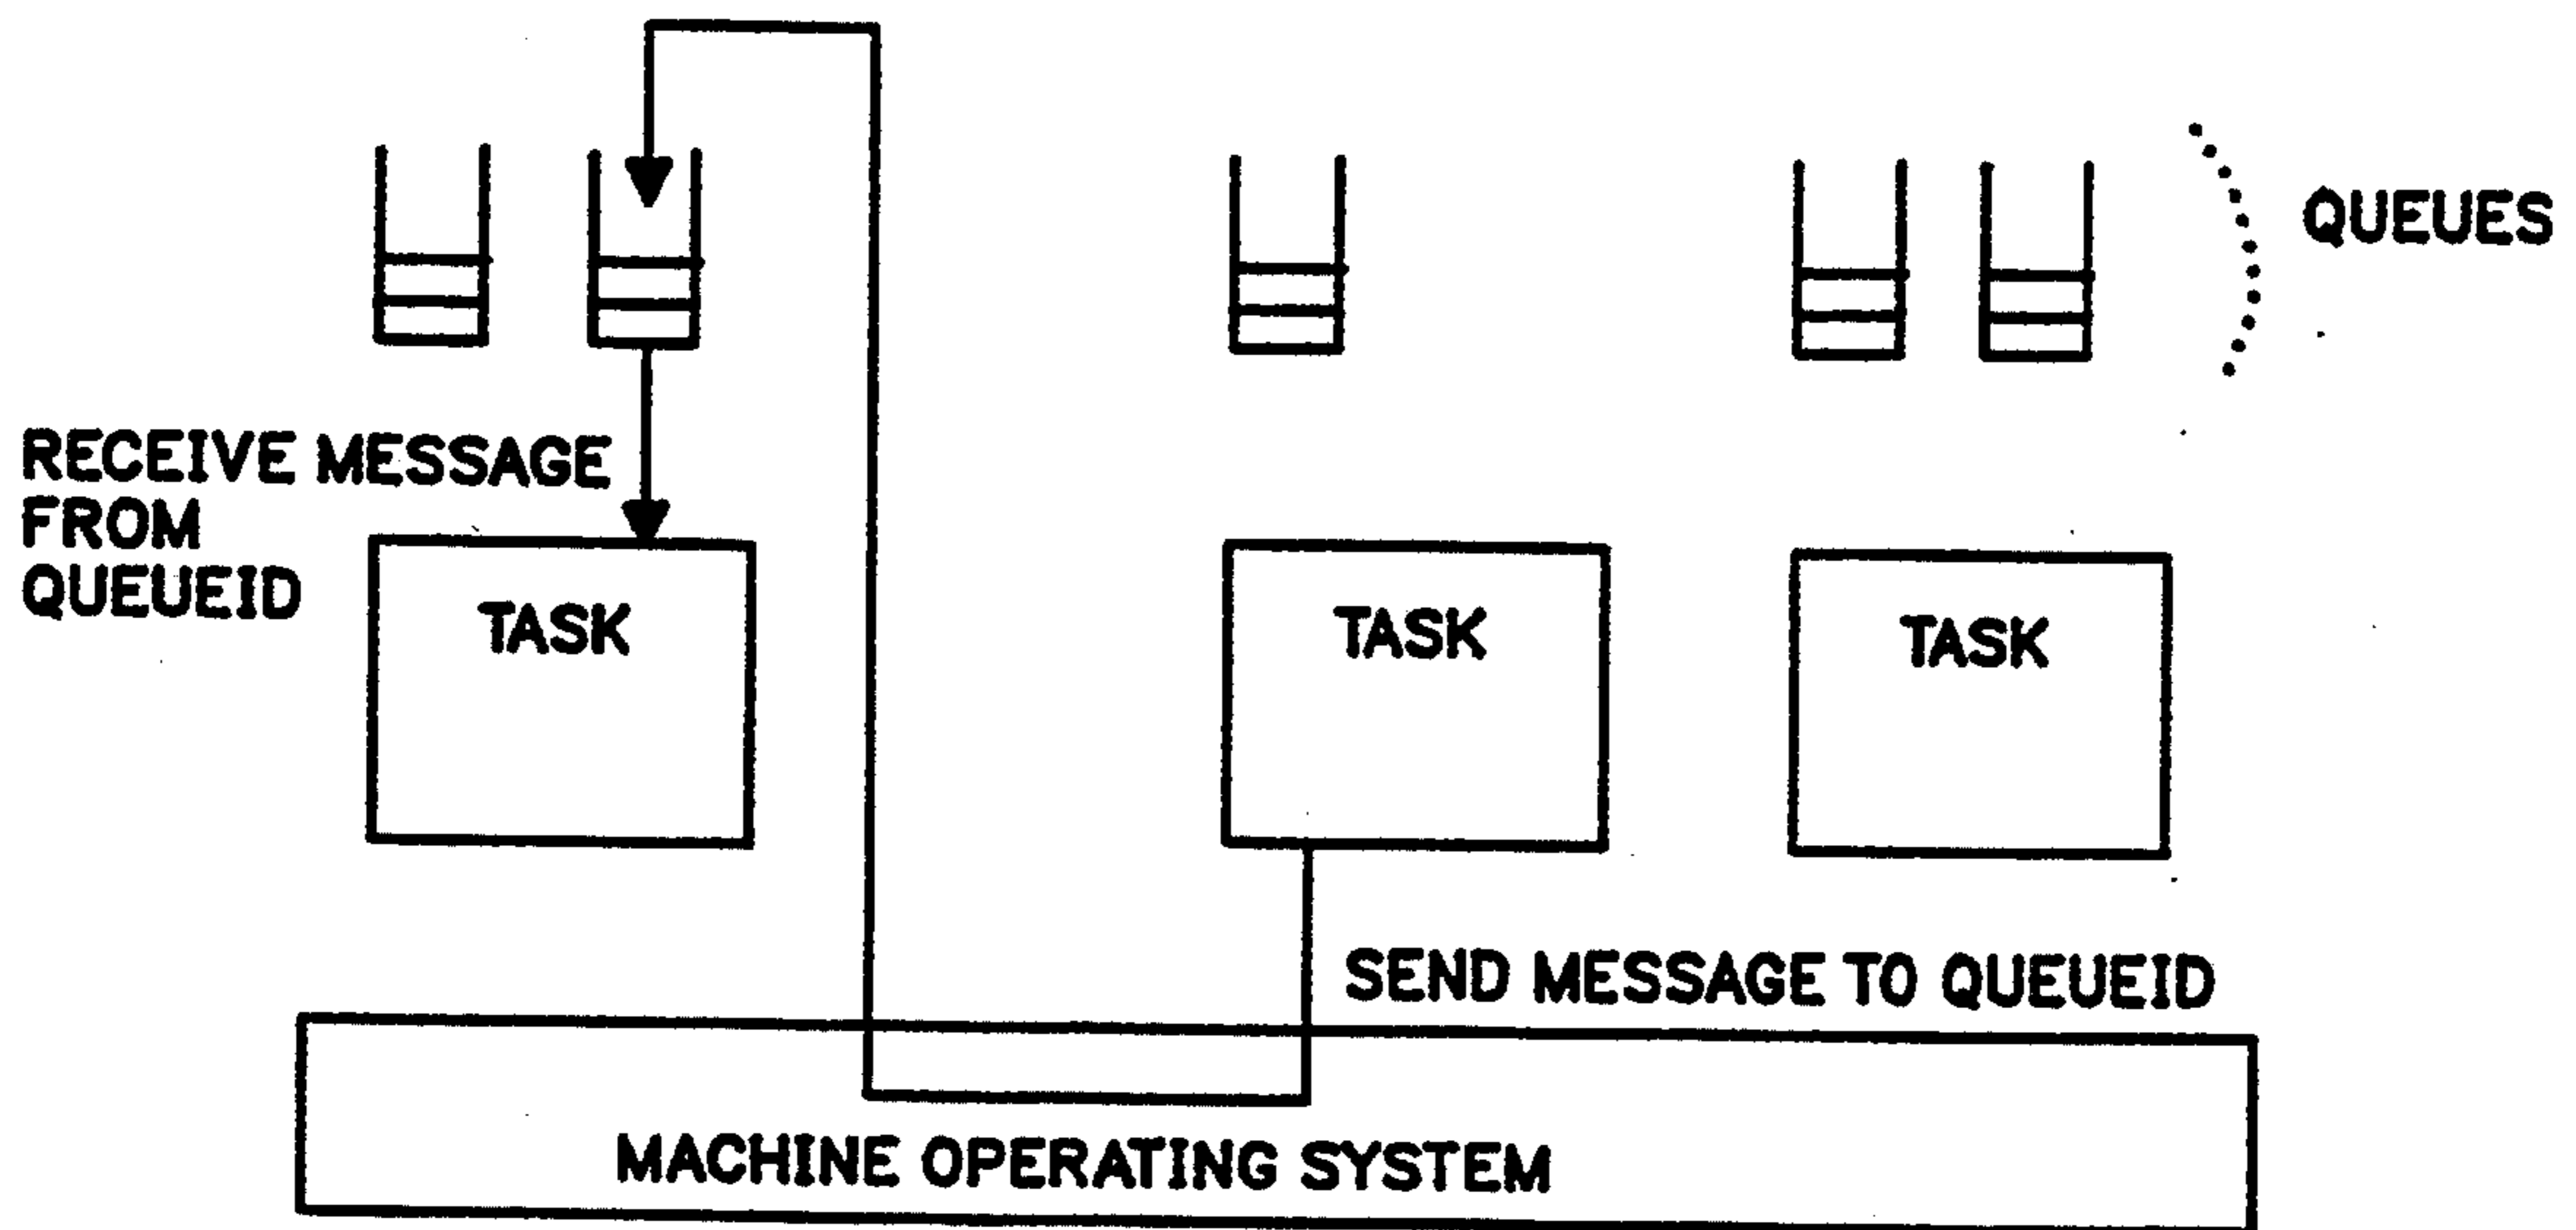 QUEUES
RECEIVE MESSAGE
FROM
QUEUEID
TASK
TASK
TASK
SEND MESSAGE TO QUEUEID
MACHINE OPERATING SYSTEM